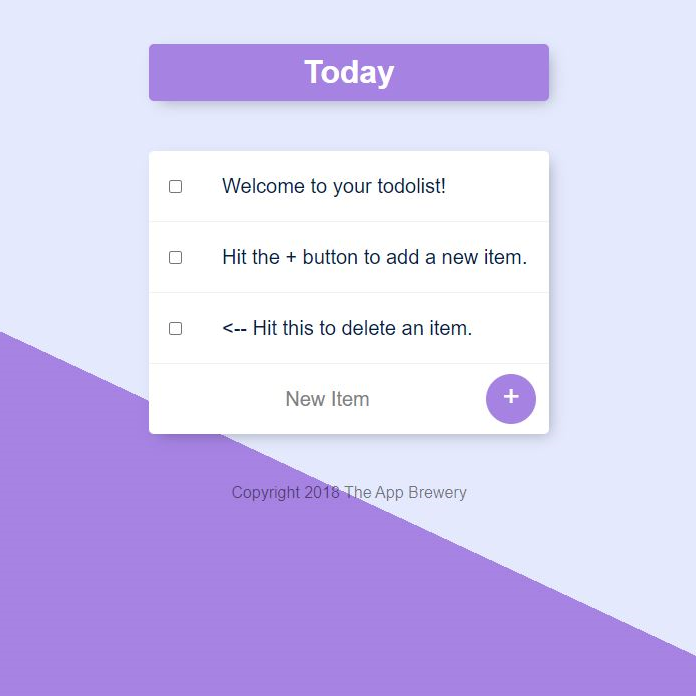 Today
Welcome to your todolist!
Hit the + button to add a new item.
<-- Hit this to delete an item.
New Item
+
Copyright 2018 The App Brewery